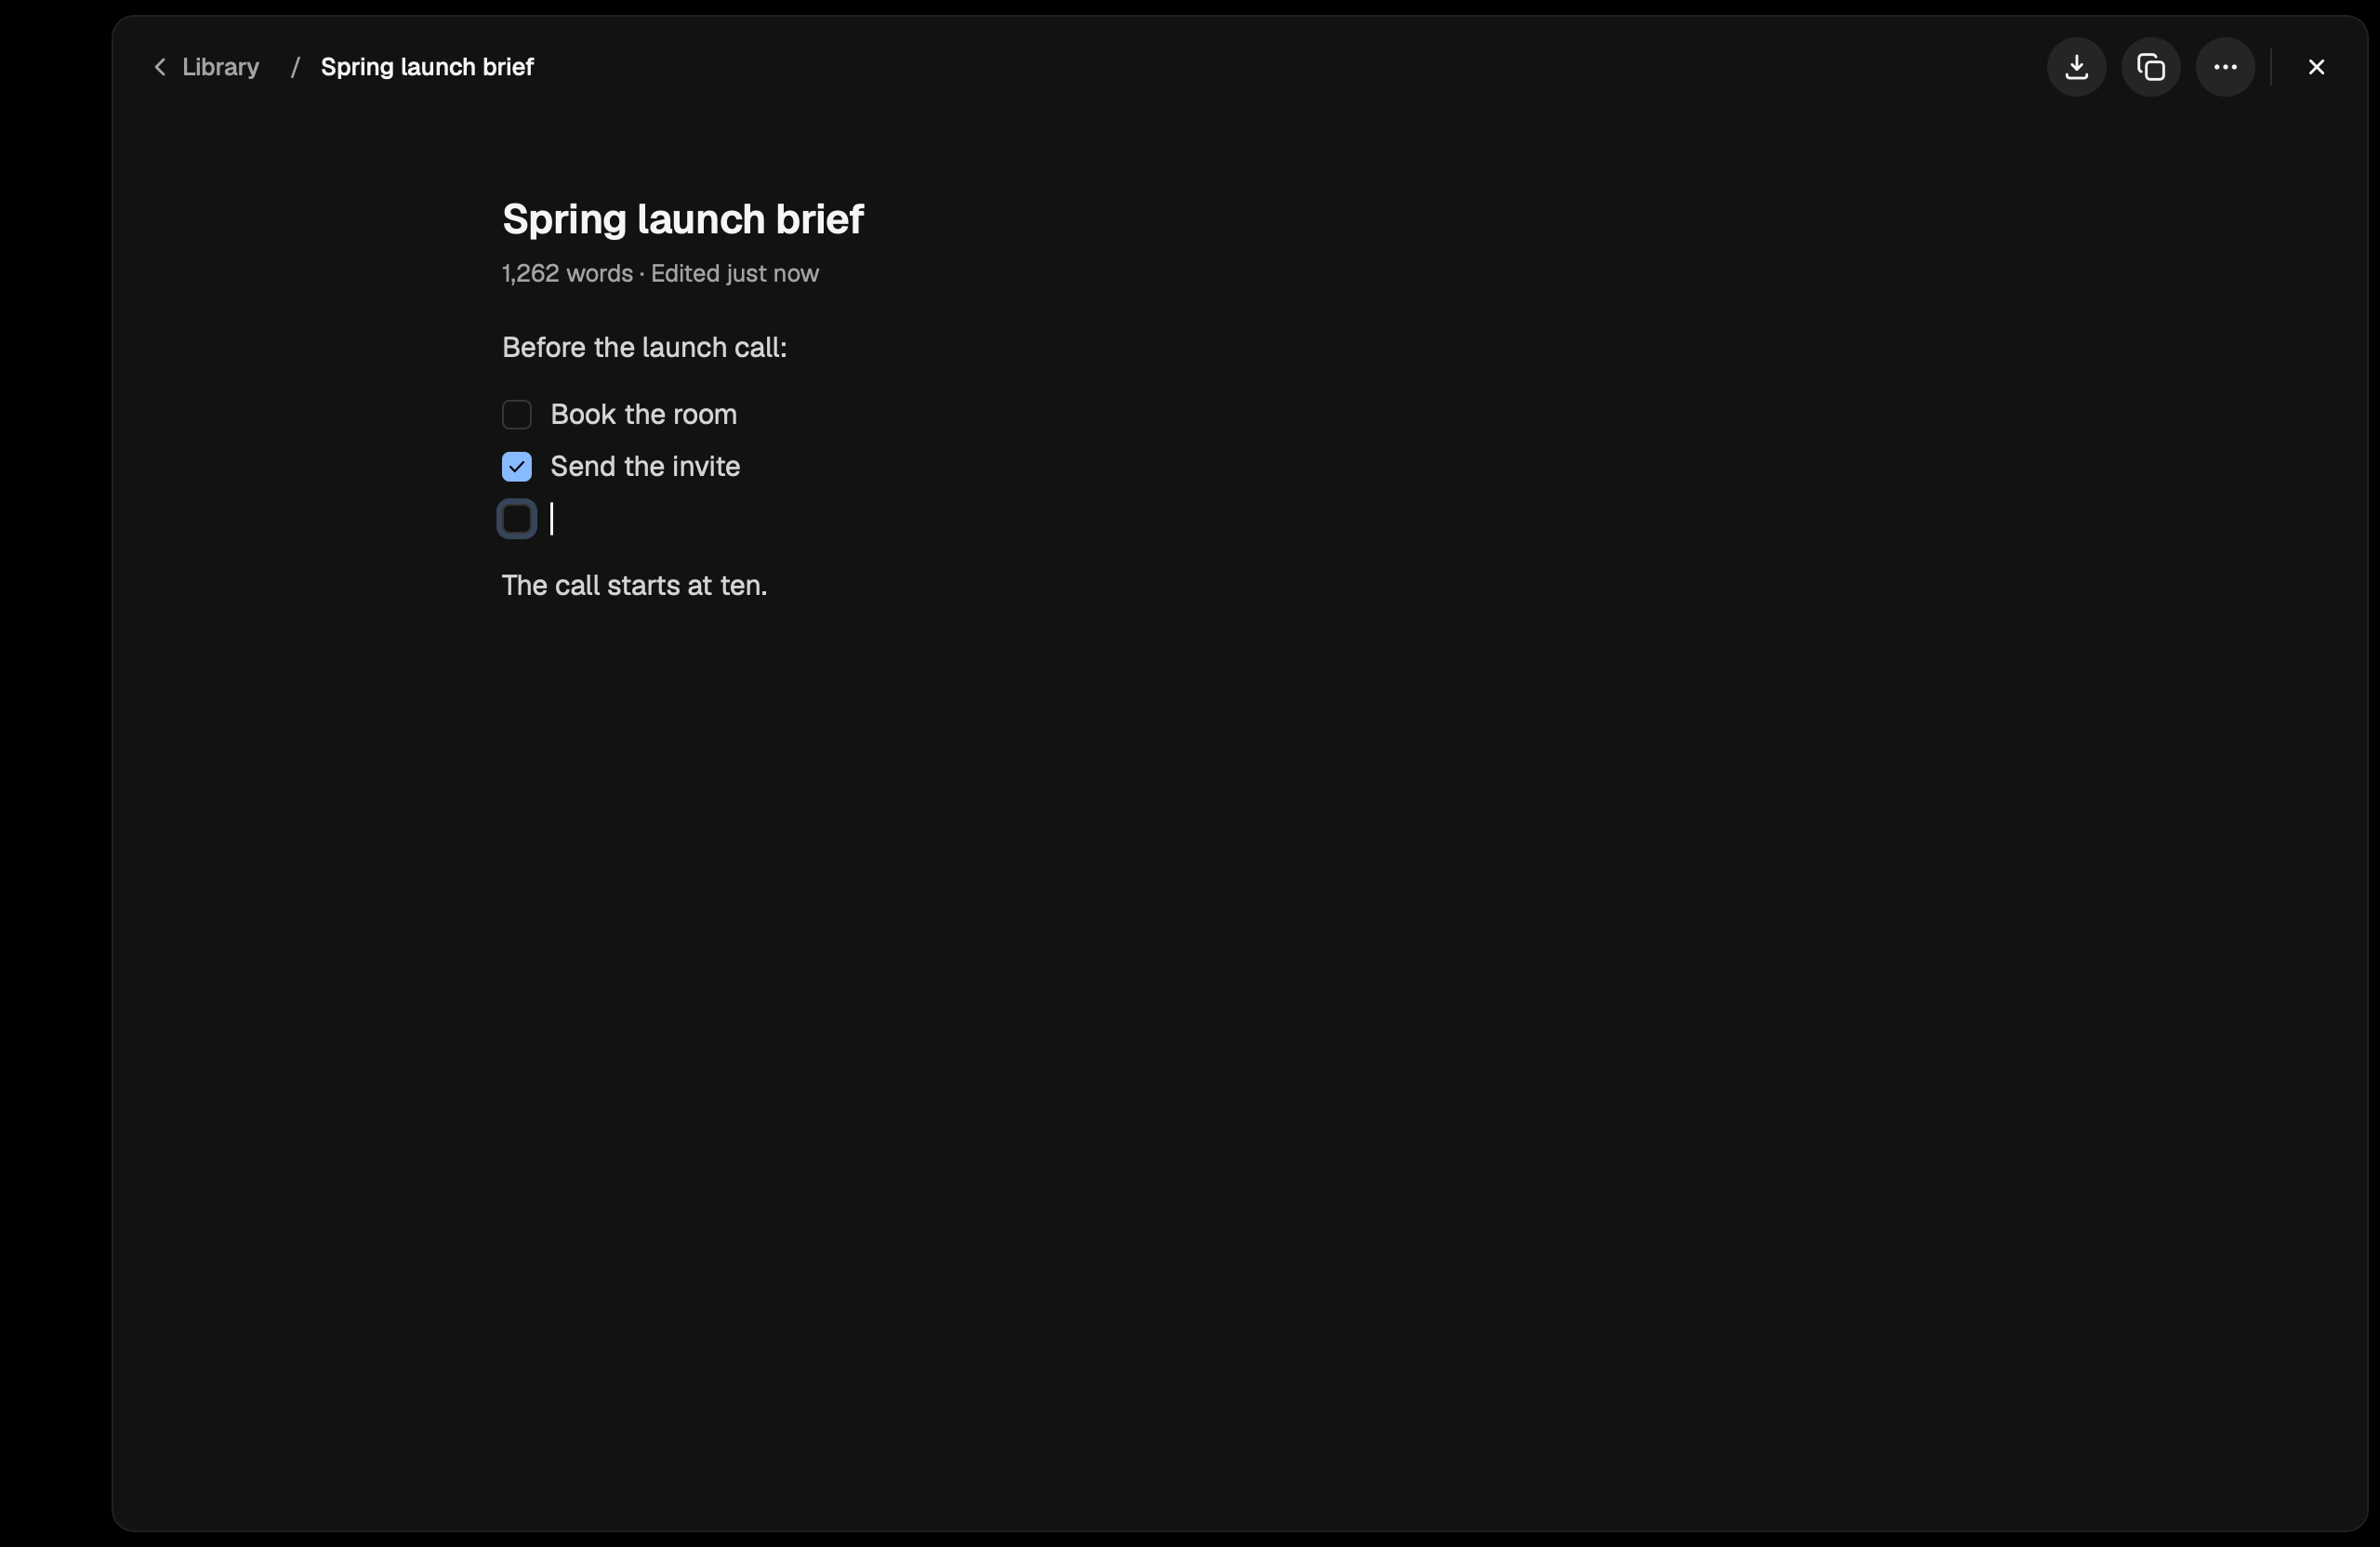 Library / Spring launch brief
Spring launch brief
1,262 words · Edited just now
Before the launch call:
Book the room
Send the invite
The call starts at ten.